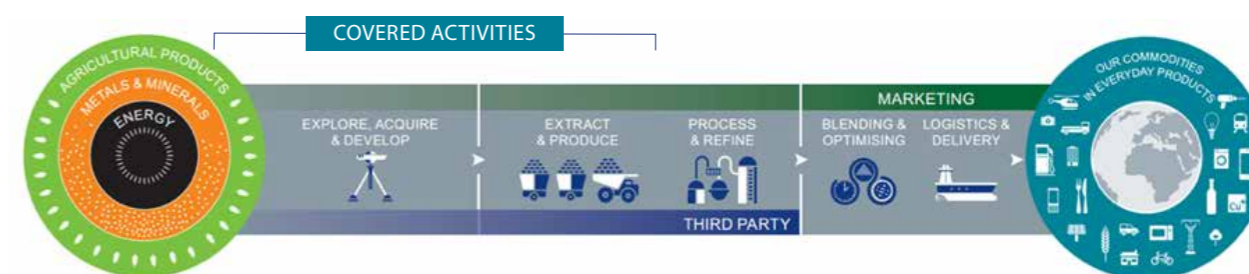 COVERED ACTIVITIES
AGRICULTURAL PRODUCTS
METALS & MINERALS
ENERGY
EXPLORE, ACQUIRE
& DEVELOP
EXTRACT
& PRODUCE
PROCESS
& REFINE
THIRD PARTY
MARKETING
BLENDING &
OPTIMISING
LOGISTICS &
DELIVERY
OUR COMMODITIES
IN EVERYDAY PRODUCTS
Cu